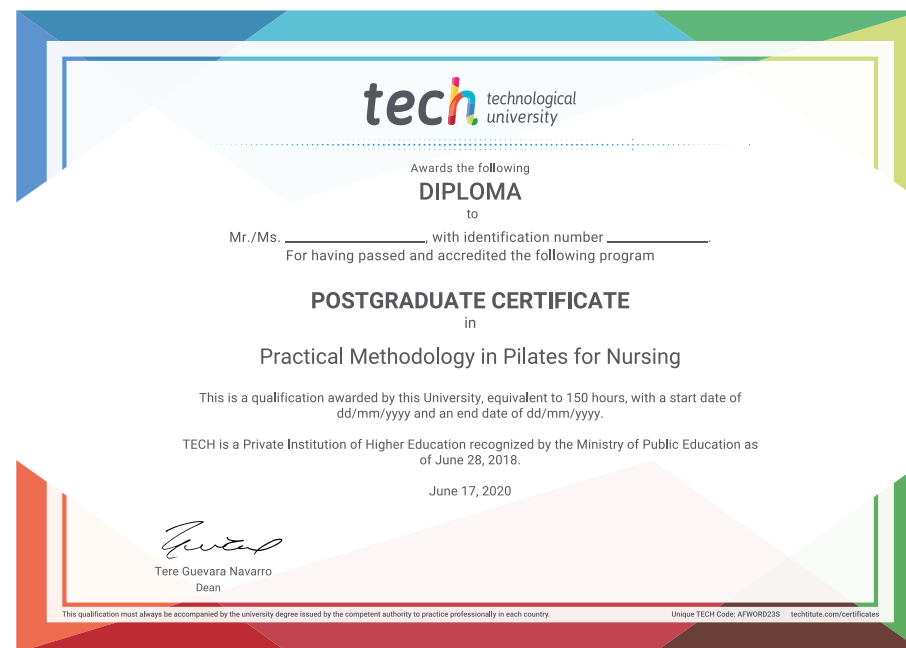 tech technological
university
Awards the following
DIPLOMA
to
Mr./Ms. ____________________, with identification number ______________.
For having passed and accredited the following program
POSTGRADUATE CERTIFICATE
in
Practical Methodology in Pilates for Nursing
This is a qualification awarded by this University, equivalent to 150 hours, with a start date of
dd/mm/yyyy and an end date of dd/mm/yyyy.
TECH is a Private Institution of Higher Education recognized by the Ministry of Public Education as
of June 28, 2018.
June 17, 2020
Tere Guevara Navarro
Dean
This qualification must always be accompanied by the university degree issued by the competent authority to practice professionally in each country. Unique TECH Code: AFWORD23S techtitute.com/certificates